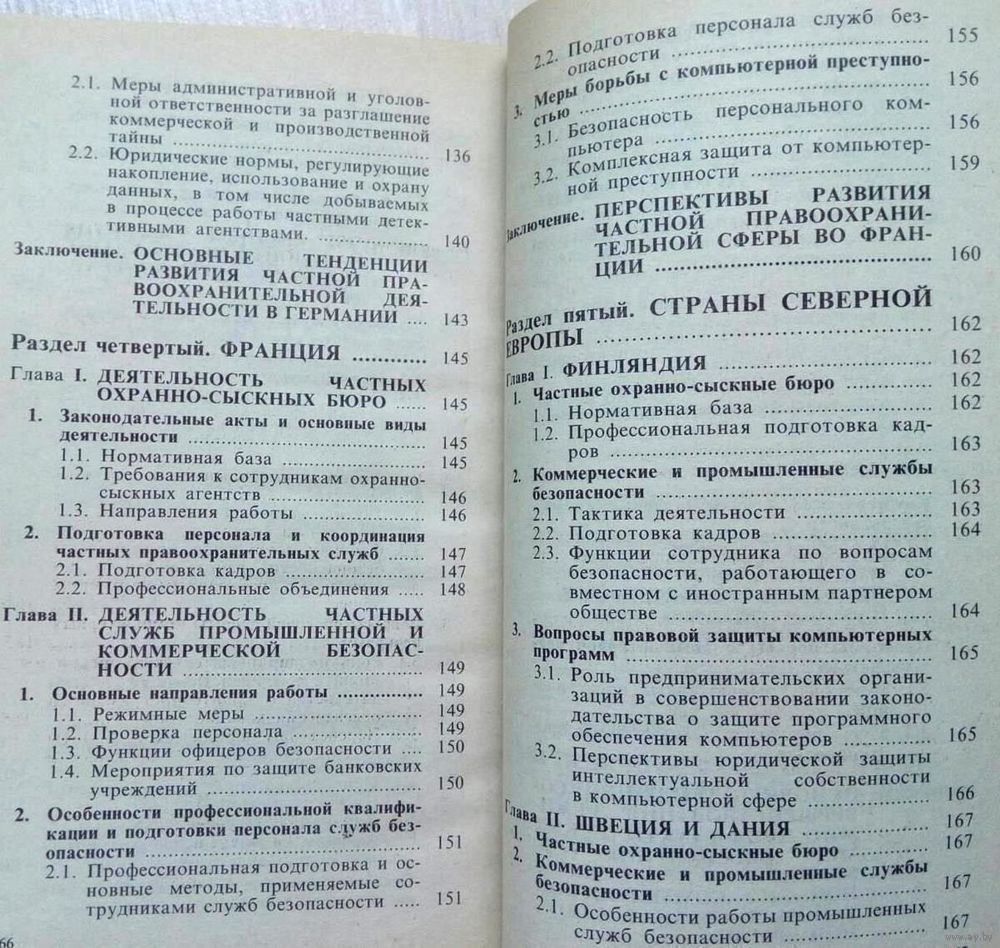 2.1. Меры административной и уголов-
ной ответственности за разглашение
коммерческой и производственной
тайны ........ 136
2.2. Юридические нормы, регулирующие
накопление, использование и охрану
данных, в том числе добываемых
в процессе работы частными детек-
тивными агентствами. ........ 140
Заключение. ОСНОВНЫЕ ТЕНДЕНЦИИ
РАЗВИТИЯ ЧАСТНОЙ ПРА-
ВООХРАНИТЕЛЬНОЙ ДЕЯ-
ТЕЛЬНОСТИ В ГЕРМАНИИ .... 143
Раздел четвертый. ФРАНЦИЯ ........ 145
Глава I. ДЕЯТЕЛЬНОСТЬ ЧАСТНЫХ
ОХРАННО-СЫСКНЫХ БЮРО ...... 145
1. Законодательные акты и основные виды
деятельности ........ 145
1.1. Нормативная база ........ 145
1.2. Требования к сотрудникам охранно-
сыскных агентств ........ 146
1.3. Направления работы ........ 146
2. Подготовка персонала и координация
частных правоохранительных служб ....... 147
2.1. Подготовка кадров ........ 147
2.2. Профессиональные объединения ........ 148
Глава II. ДЕЯТЕЛЬНОСТЬ ЧАСТНЫХ
СЛУЖБ ПРОМЫШЛЕННОЙ И
КОММЕРЧЕСКОЙ БЕЗОПАС-
НОСТИ ........ 149
1. Основные направления работы ........ 149
1.1. Режимные меры ........ 149
1.2. Проверка персонала ........ 149
1.3. Функции офицеров безопасности .... 150
1.4. Мероприятия по защите банковских
учреждений ........ 150
2. Особенности профессиональной квалифи-
кации и подготовки персонала служб без-
опасности ........ 151
2.1. Профессиональная подготовка и ос-
новные методы, применяемые со-
трудниками служб безопасности ........ 151
66
2.2. Подготовка персонала служб без-
опасности ........ 155
3. Меры борьбы с компьютерной преступно-
стью ........ 156
3.1. Безопасность персонального ком-
пьютера ........ 156
3.2. Комплексная защита от компьютер-
ной преступности ........ 159
Заключение. ПЕРСПЕКТИВЫ РАЗВИТИЯ
ЧАСТНОЙ ПРАВООХРАНИ-
ТЕЛЬНОЙ СФЕРЫ ВО ФРАН-
ЦИИ ........ 160
Раздел пятый. СТРАНЫ СЕВЕРНОЙ
ЕВРОПЫ ........ 162
Глава I. ФИНЛЯНДИЯ ........ 162
1. Частные охранно-сыскные бюро ........ 162
1.1. Нормативная база ........ 162
1.2. Профессиональная подготовка кад-
ров ........ 163
2. Коммерческие и промышленные службы
безопасности ........ 163
2.1. Тактика деятельности ........ 163
2.2. Подготовка кадров ........ 164
2.3. Функции сотрудника по вопросам
безопасности, работающего в со-
вместном с иностранным партнером
обществе ........ 164
3. Вопросы правовой защиты компьютерных
программ ........ 165
3.1. Роль предпринимательских органи-
заций в совершенствовании законо-
дательства о защите программного
обеспечения компьютеров ........ 165
3.2. Перспективы юридической защиты
интеллектуальной собственности
в компьютерной сфере ........ 166
Глава II. ШВЕЦИЯ И ДАНИЯ ........ 167
1. Частные охранно-сыскные бюро ........ 167
2. Коммерческие и промышленные службы
безопасности ........ 167
2.1. Особенности работы промышленных
служб безопасности ........ 167
www.ay.by